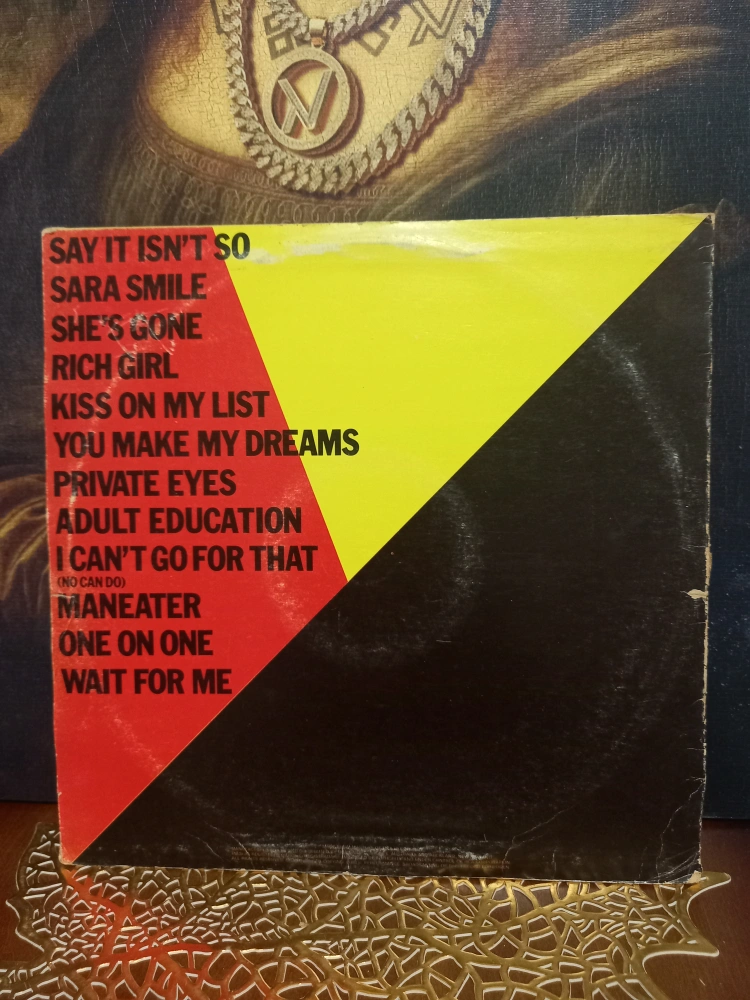 SAY IT ISN'T SO
SARA SMILE
SHE'S GONE
RICH GIRL
KISS ON MY LIST
YOU MAKE MY DREAMS
PRIVATE EYES
ADULT EDUCATION
I CAN'T GO FOR THAT
(NO CAN DO)
MANEATER
ONE ON ONE
WAIT FOR ME